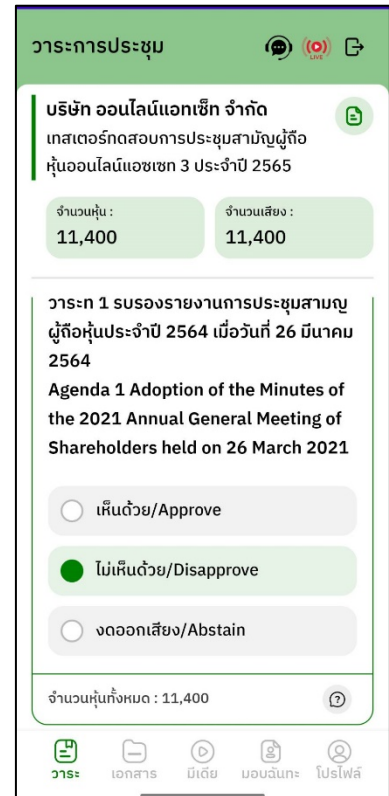 วาระการประชุม
LIVE
บริษัท ออนไลน์แอทเซ็ท จำกัด
เทสเตอร์ทดสอบการประชุมสามัญผู้ถือ
หุ้นออนไลน์แอซเซท 3 ประจำปี 2565
จำนวนหุ้น :
จำนวนเสียง :
11,400
11,400
วาระที่ 1 รับรองรายงานการประชุมสามัญ
ผู้ถือหุ้นประจำปี 2564 เมื่อวันที่ 26 มีนาคม
2564
Agenda 1 Adoption of the Minutes of
the 2021 Annual General Meeting of
Shareholders held on 26 March 2021
เห็นด้วย/Approve
ไม่เห็นด้วย/Disapprove
งดออกเสียง/Abstain
จำนวนหุ้นทั้งหมด : 11,400
วาระ
เอกสาร
มีเดีย
มอบฉันทะ
โปรไฟล์